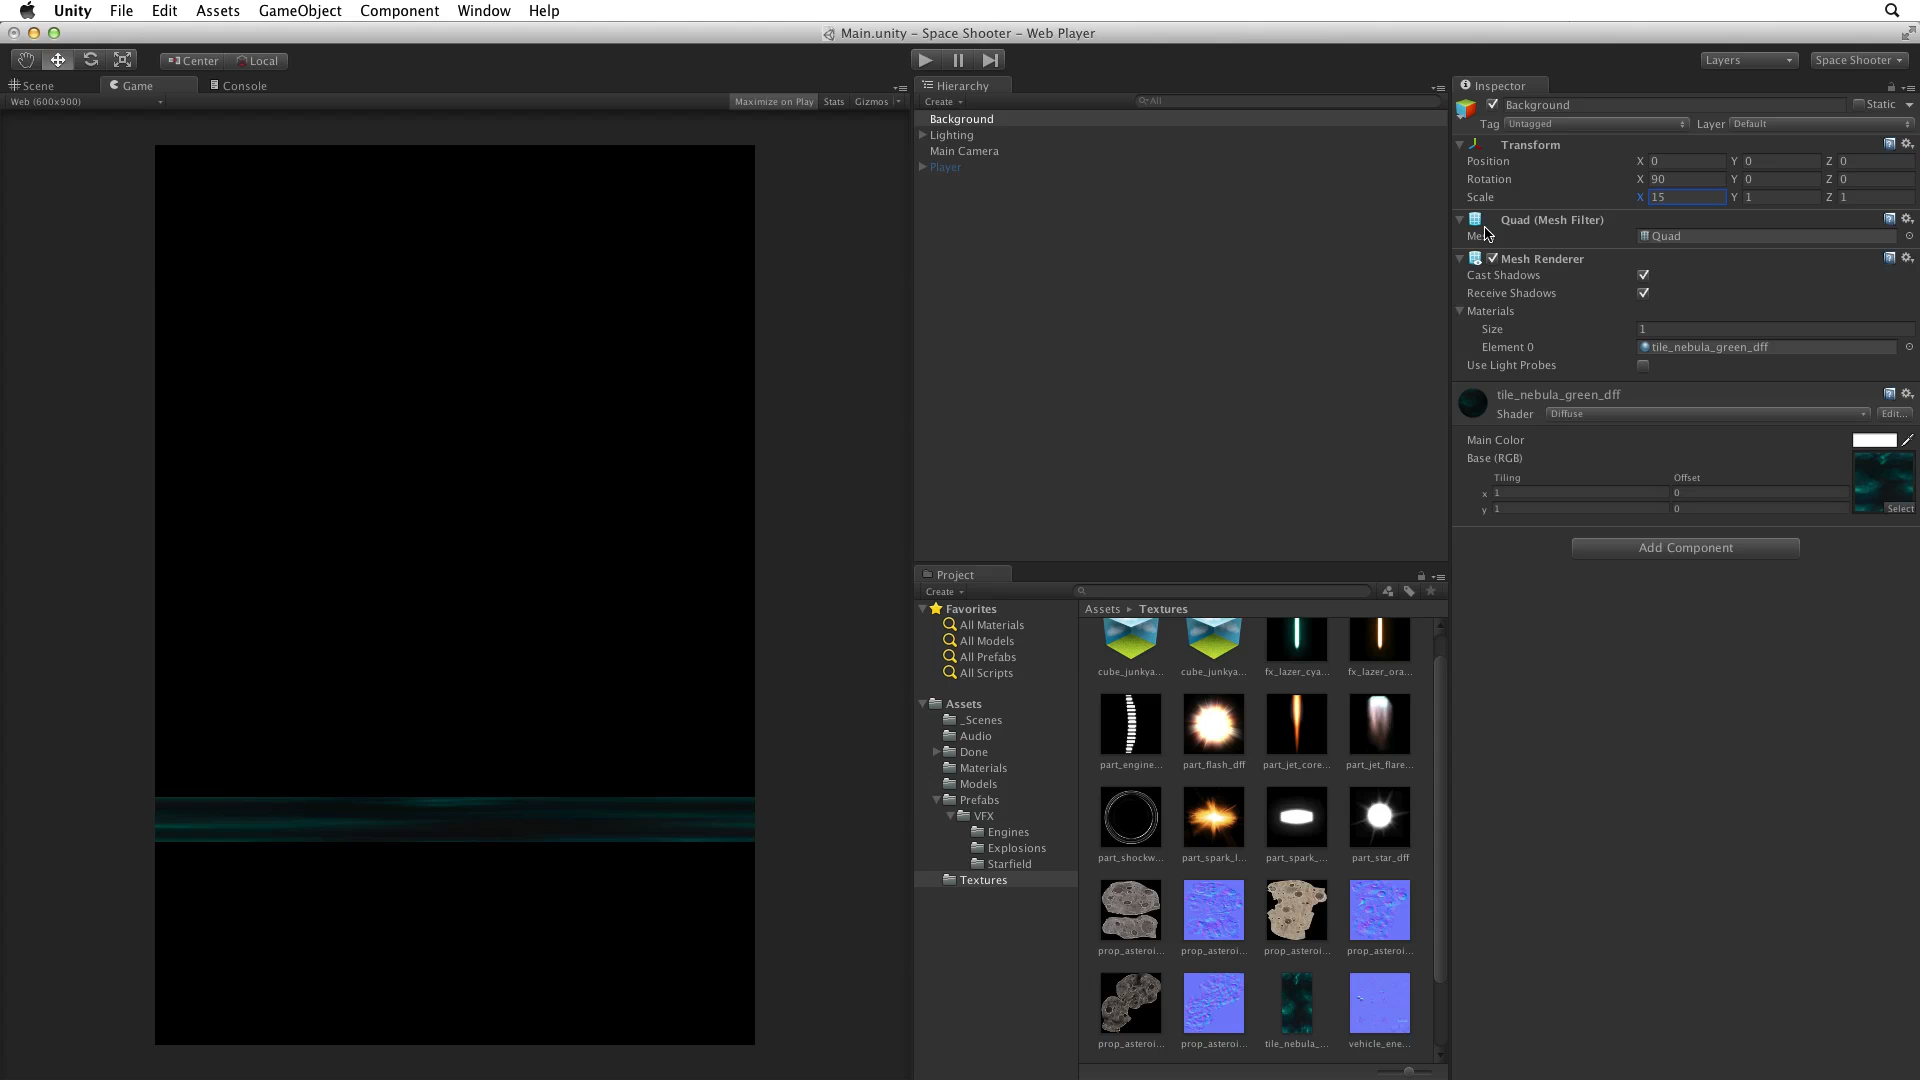 Unity File Edit Assets GameObject Component Window Help
Main.unity – Space Shooter – Web Player
Center Local
Layers
Space Shooter
Scene
Game
Console
Web (600x900)
Maximize on Play Stats Gizmos
Hierarchy
Create
All
Background
Lighting
Main Camera
Player
Project
Create
Favorites
All Materials
All Models
All Prefabs
All Scripts
Assets
_Scenes
Audio
Done
Materials
Models
Prefabs
VFX
Engines
Explosions
Starfield
Textures
Assets ▸ Textures
cube_junkya... cube_junkya... fx_lazer_cya... fx_lazer_ora...
part_engine... part_flash_dff part_jet_core... part_jet_flare...
part_shockw... part_spark_l... part_spark_... part_star_dff
prop_asteroi... prop_asteroi... prop_asteroi... prop_asteroi...
prop_asteroi... prop_asteroi... tile_nebula_... vehicle_ene...
Inspector
Background
Static
Tag Untagged Layer Default
Transform
Position X 0 Y 0 Z 0
Rotation X 90 Y 0 Z 0
Scale X 15 Y 1 Z 1
Quad (Mesh Filter)
Quad
Mesh Renderer
Cast Shadows
Receive Shadows
Materials
Size 1
Element 0 tile_nebula_green_dff
Use Light Probes
tile_nebula_green_dff
Shader Diffuse Edit...
Main Color
Base (RGB)
Tiling Offset
x 1 0
y 1 0
Select
Add Component